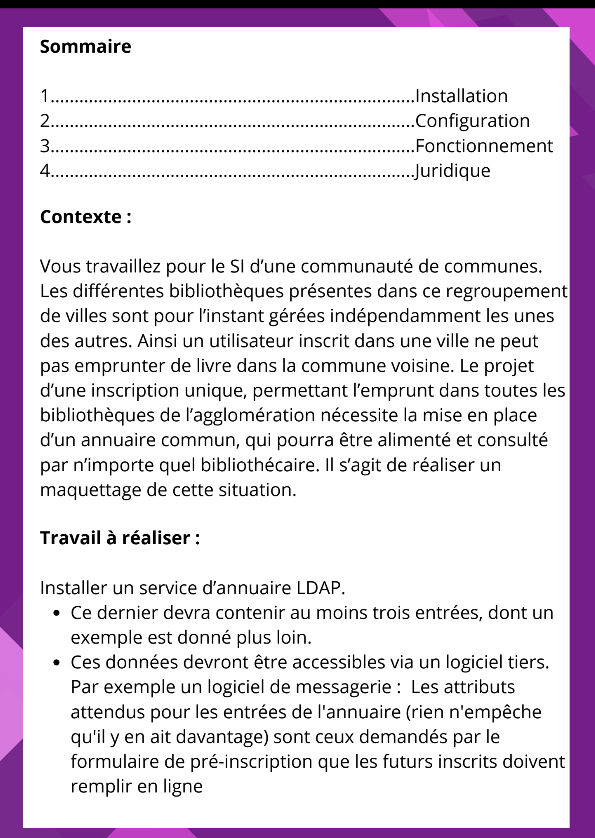 Sommaire
1............................................................................Installation
2............................................................................Configuration
3............................................................................Fonctionnement
4............................................................................Juridique
Contexte :
Vous travaillez pour le SI d’une communauté de communes.
Les différentes bibliothèques présentes dans ce regroupement
de villes sont pour l’instant gérées indépendamment les unes
des autres. Ainsi un utilisateur inscrit dans une ville ne peut
pas emprunter de livre dans la commune voisine. Le projet
d’une inscription unique, permettant l’emprunt dans toutes les
bibliothèques de l’agglomération nécessite la mise en place
d’un annuaire commun, qui pourra être alimenté et consulté
par n’importe quel bibliothécaire. Il s’agit de réaliser un
maquettage de cette situation.
Travail à réaliser :
Installer un service d’annuaire LDAP.
• Ce dernier devra contenir au moins trois entrées, dont un
exemple est donné plus loin.
• Ces données devront être accessibles via un logiciel tiers.
Par exemple un logiciel de messagerie :  Les attributs
attendus pour les entrées de l'annuaire (rien n'empêche
qu'il y en ait davantage) sont ceux demandés par le
formulaire de pré-inscription que les futurs inscrits doivent
remplir en ligne